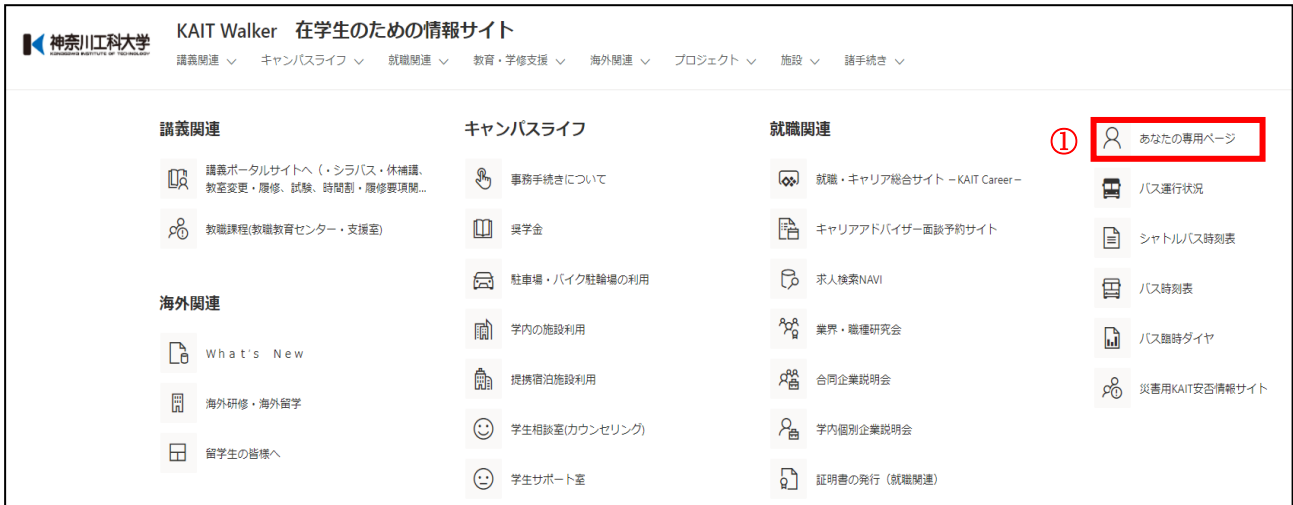 神奈川工科大学
KANAGAWA INSTITUTE OF TECHNOLOGY
KAIT Walker 在学生のための情報サイト
講義関連 キャンパスライフ 就職関連 教育・学修支援 海外関連 プロジェクト 施設 諸手続き
講義関連
講義ポータルサイトへ（・シラバス・休補講、
教室変更・履修、試験、時間割・履修要項閲...
教職課程(教職教育センター・支援室)
海外関連
What's New
海外研修・海外留学
留学生の皆様へ
キャンパスライフ
事務手続きについて
奨学金
駐車場・バイク駐輪場の利用
学内の施設利用
提携宿泊施設利用
学生相談室(カウンセリング)
学生サポート室
就職関連
就職・キャリア総合サイト －KAIT Career－
キャリアアドバイザー面談予約サイト
求人検索NAVI
業界・職種研究会
合同企業説明会
学内個別企業説明会
証明書の発行（就職関連）
① あなたの専用ページ
バス運行状況
シャトルバス時刻表
バス時刻表
バス臨時ダイヤ
災害用KAIT安否情報サイト